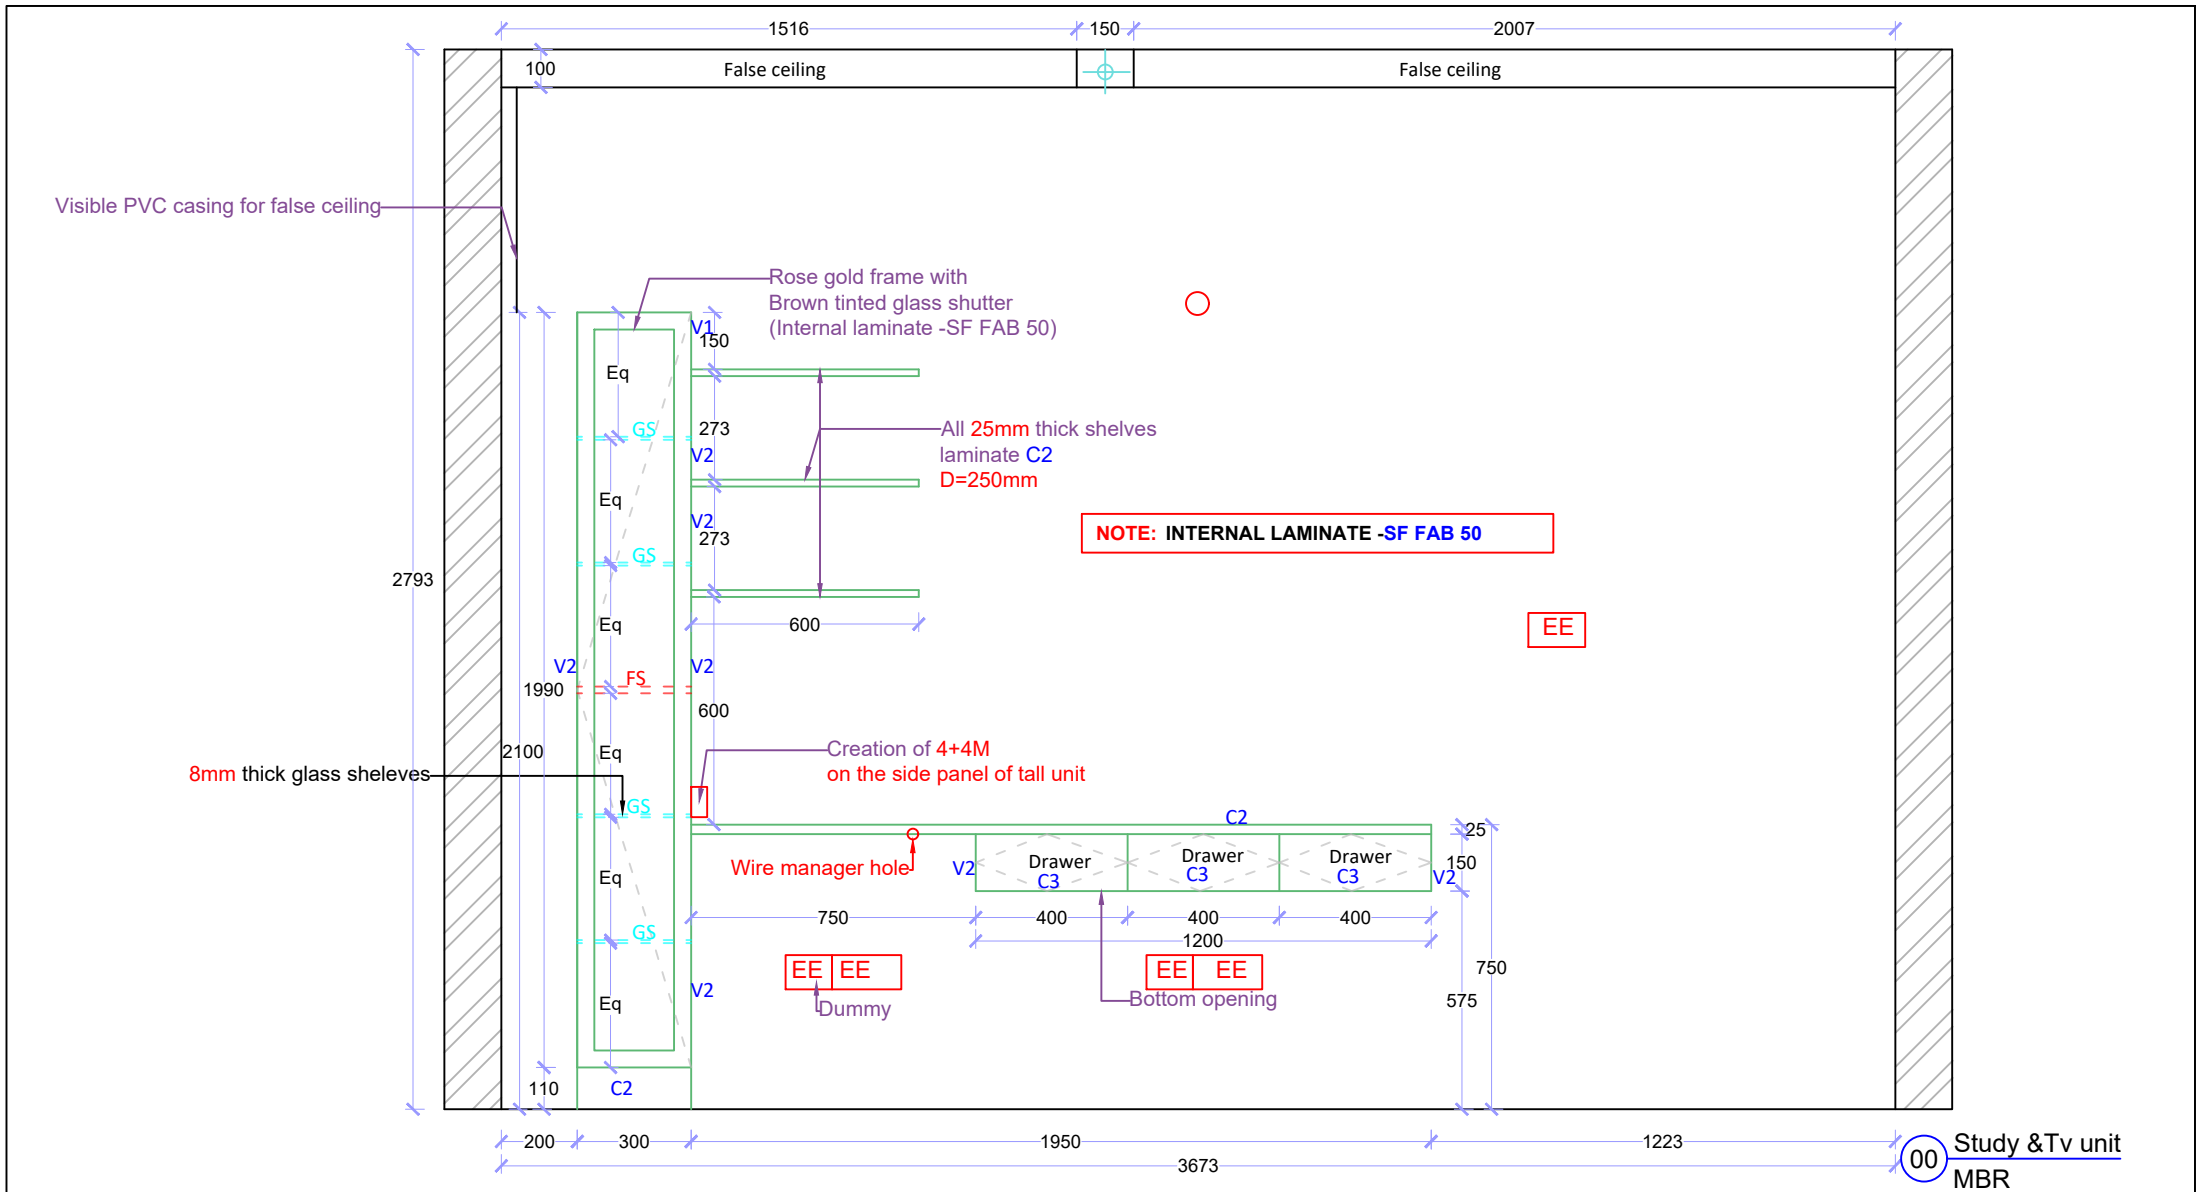 1516
150
2007
100
False ceiling
False ceiling
Visible PVC casing for false ceiling
Rose gold frame with
Brown tinted glass shutter
(Internal laminate -SF FAB 50)
V1
150
Eq
GS
273
V2
All 25mm thick shelves
laminate C2
D=250mm
Eq
V2
273
NOTE: INTERNAL LAMINATE -SF FAB 50
GS
2793
Eq
600
EE
V2
FS
V2
1990
600
2100
Eq
Creation of 4+4M
on the side panel of tall unit
8mm thick glass sheleves
GS
C2
25
Wire manager hole
V2
Drawer
C3
Drawer
C3
Drawer
C3
150
V2
Eq
750
400
400
400
GS
1200
EE EE
EE EE
750
V2
575
Eq
Dummy
Bottom opening
110
C2
200
300
1950
1223
3673
00
Study &Tv unit
MBR